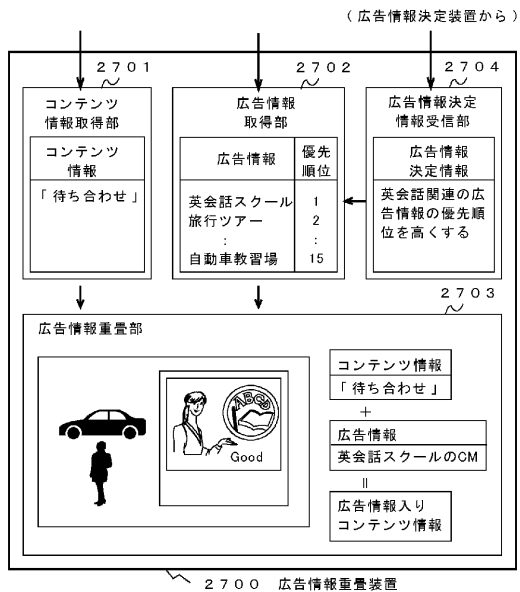 （広告情報決定装置から）
２７０１
２７０２
２７０４
コンテンツ
情報取得部
コンテンツ
情報
「待ち合わせ」
広告情報
取得部
広告情報
優先
順位
英会話スクール 1
旅行ツアー 2
： ：
自動車教習場 15
広告情報決定
情報受信部
広告情報
決定情報
英会話関連の広
告情報の優先順
位を高くする
２７０３
広告情報重畳部
ABCD
Good
コンテンツ情報
「待ち合わせ」
＋
広告情報
英会話スクールのCM
＝
広告情報入り
コンテンツ情報
２７００ 広告情報重畳装置